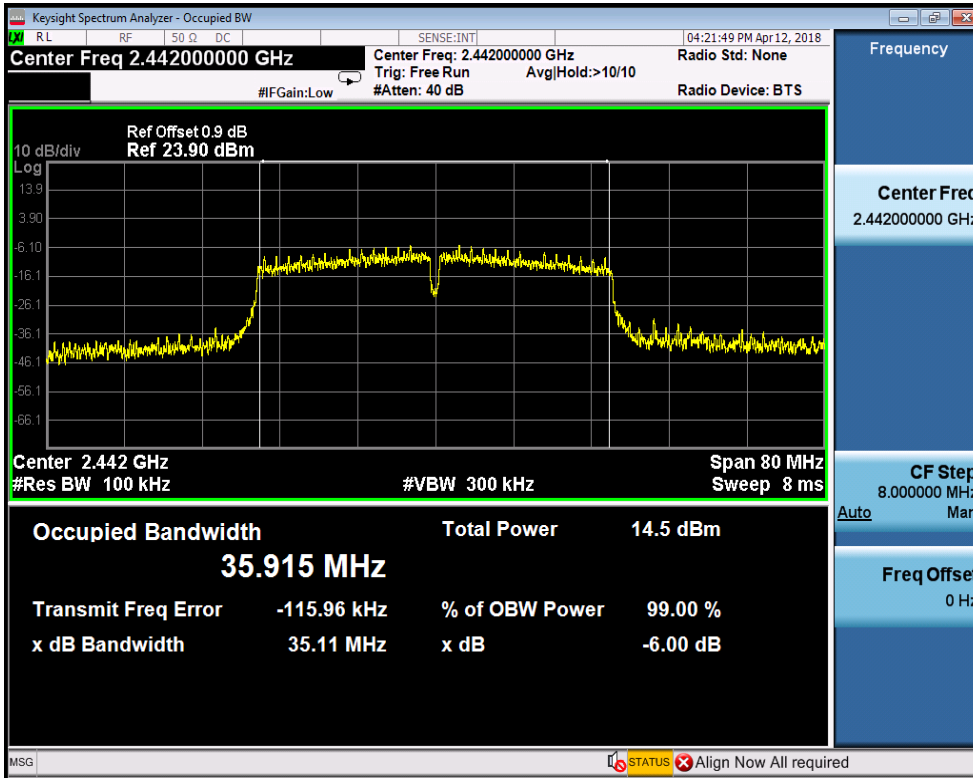 Keysight Spectrum Analyzer - Occupied BW
LXI RL RF 50 Ω DC SENSE:INT 04:21:49 PM Apr 12, 2018
Center Freq 2.442000000 GHz
Center Freq: 2.442000000 GHz
Radio Std: None
Trig: Free Run Avg|Hold:>10/10
#IFGain:Low
#Atten: 40 dB
Radio Device: BTS
Ref Offset 0.9 dB
10 dB/div Ref 23.90 dBm
Log
13.9
3.90
-6.10
-16.1
-26.1
-36.1
-46.1
-56.1
-66.1
Center 2.442 GHz Span 80 MHz
#Res BW 100 kHz #VBW 300 kHz Sweep 8 ms
Occupied Bandwidth
35.915 MHz
Total Power 14.5 dBm
Transmit Freq Error -115.96 kHz % of OBW Power 99.00 %
x dB Bandwidth 35.11 MHz x dB -6.00 dB
Frequency
Center Freq
2.442000000 GHz
CF Step
8.000000 MHz
Auto Man
Freq Offset
0 Hz
MSG STATUS Align Now All required